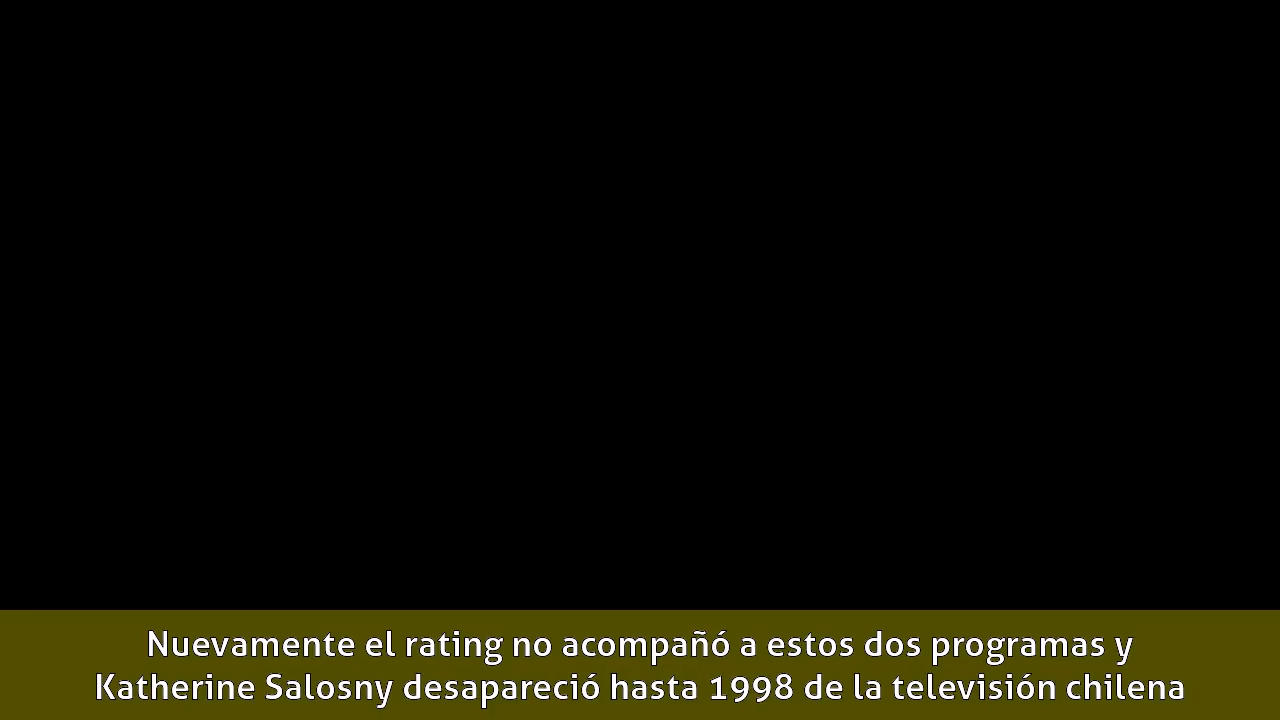 Nuevamente el rating no acompañó a estos dos programas y
Katherine Salosny desapareció hasta 1998 de la televisión chilena